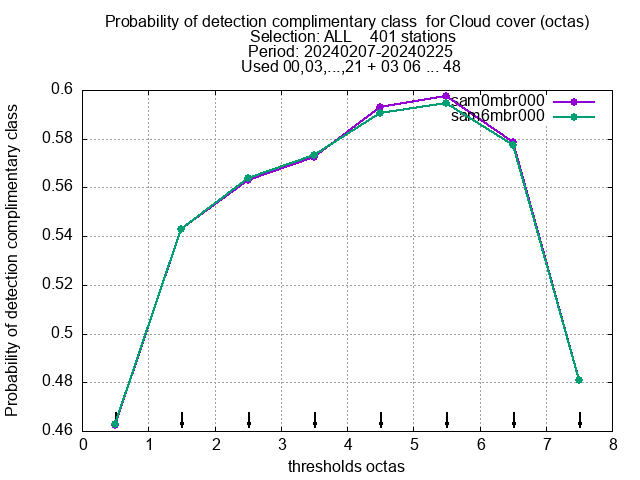 Probability of detection complimentary class  for Cloud cover (octas)
Selection: ALL    401 stations
Period: 20240207-20240225
Used 00,03,...,21 + 03 06 ... 48
Probability of detection complimentary class
0.6
0.58
0.56
0.54
0.52
0.5
0.48
0.46
sam0mbr000
sam6mbr000
0 1 2 3 4 5 6 7 8
thresholds octas